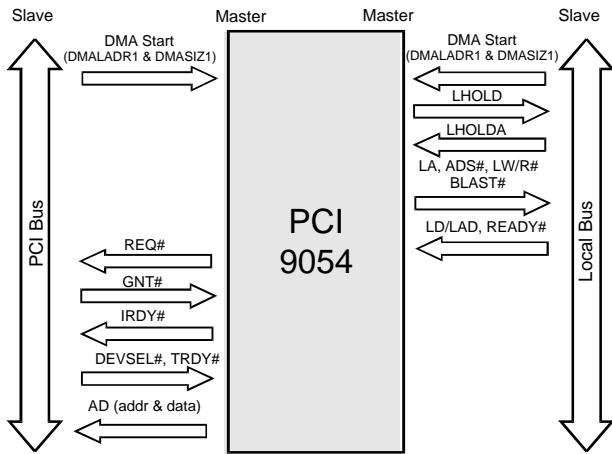 Slave Master Master Slave
DMA Start
(DMALADR1 & DMASIZ1)
DMA Start
(DMALADR1 & DMASIZ1)
LHOLD
LHOLDA
LA, ADS#, LW/R#
BLAST#
LD/LAD, READY#
PCI Bus
PCI
9054
Local Bus
REQ#
GNT#
IRDY#
DEVSEL#, TRDY#
AD (addr & data)